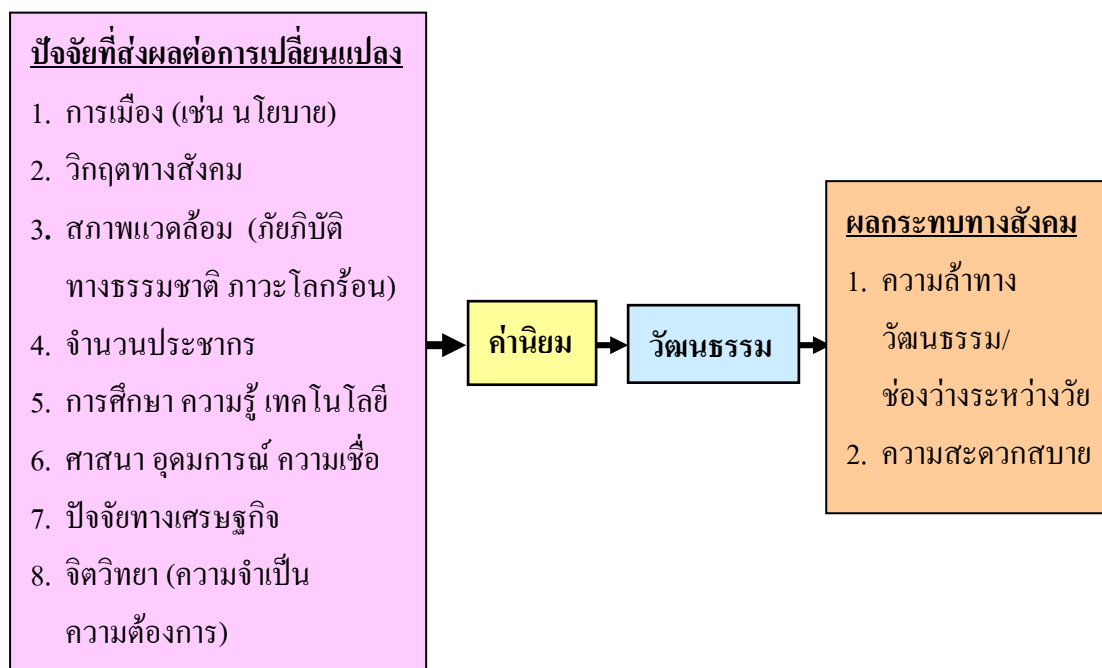 ปัจจัยที่ส่งผลต่อการเปลี่ยนแปลง
1. การเมือง (เช่น นโยบาย)
2. วิกฤตทางสังคม
3. สภาพแวดล้อม (ภัยภิบัติ
ทางธรรมชาติ ภาวะโลกร้อน)
4. จำนวนประชากร
5. การศึกษา ความรู้ เทคโนโลยี
6. ศาสนา อุดมการณ์ ความเชื่อ
7. ปัจจัยทางเศรษฐกิจ
8. จิตวิทยา (ความจำเป็น
ความต้องการ)
ค่านิยม
วัฒนธรรม
ผลกระทบทางสังคม
1. ความล้าทาง
วัฒนธรรม/
ช่องว่างระหว่างวัย
2. ความสะดวกสบาย